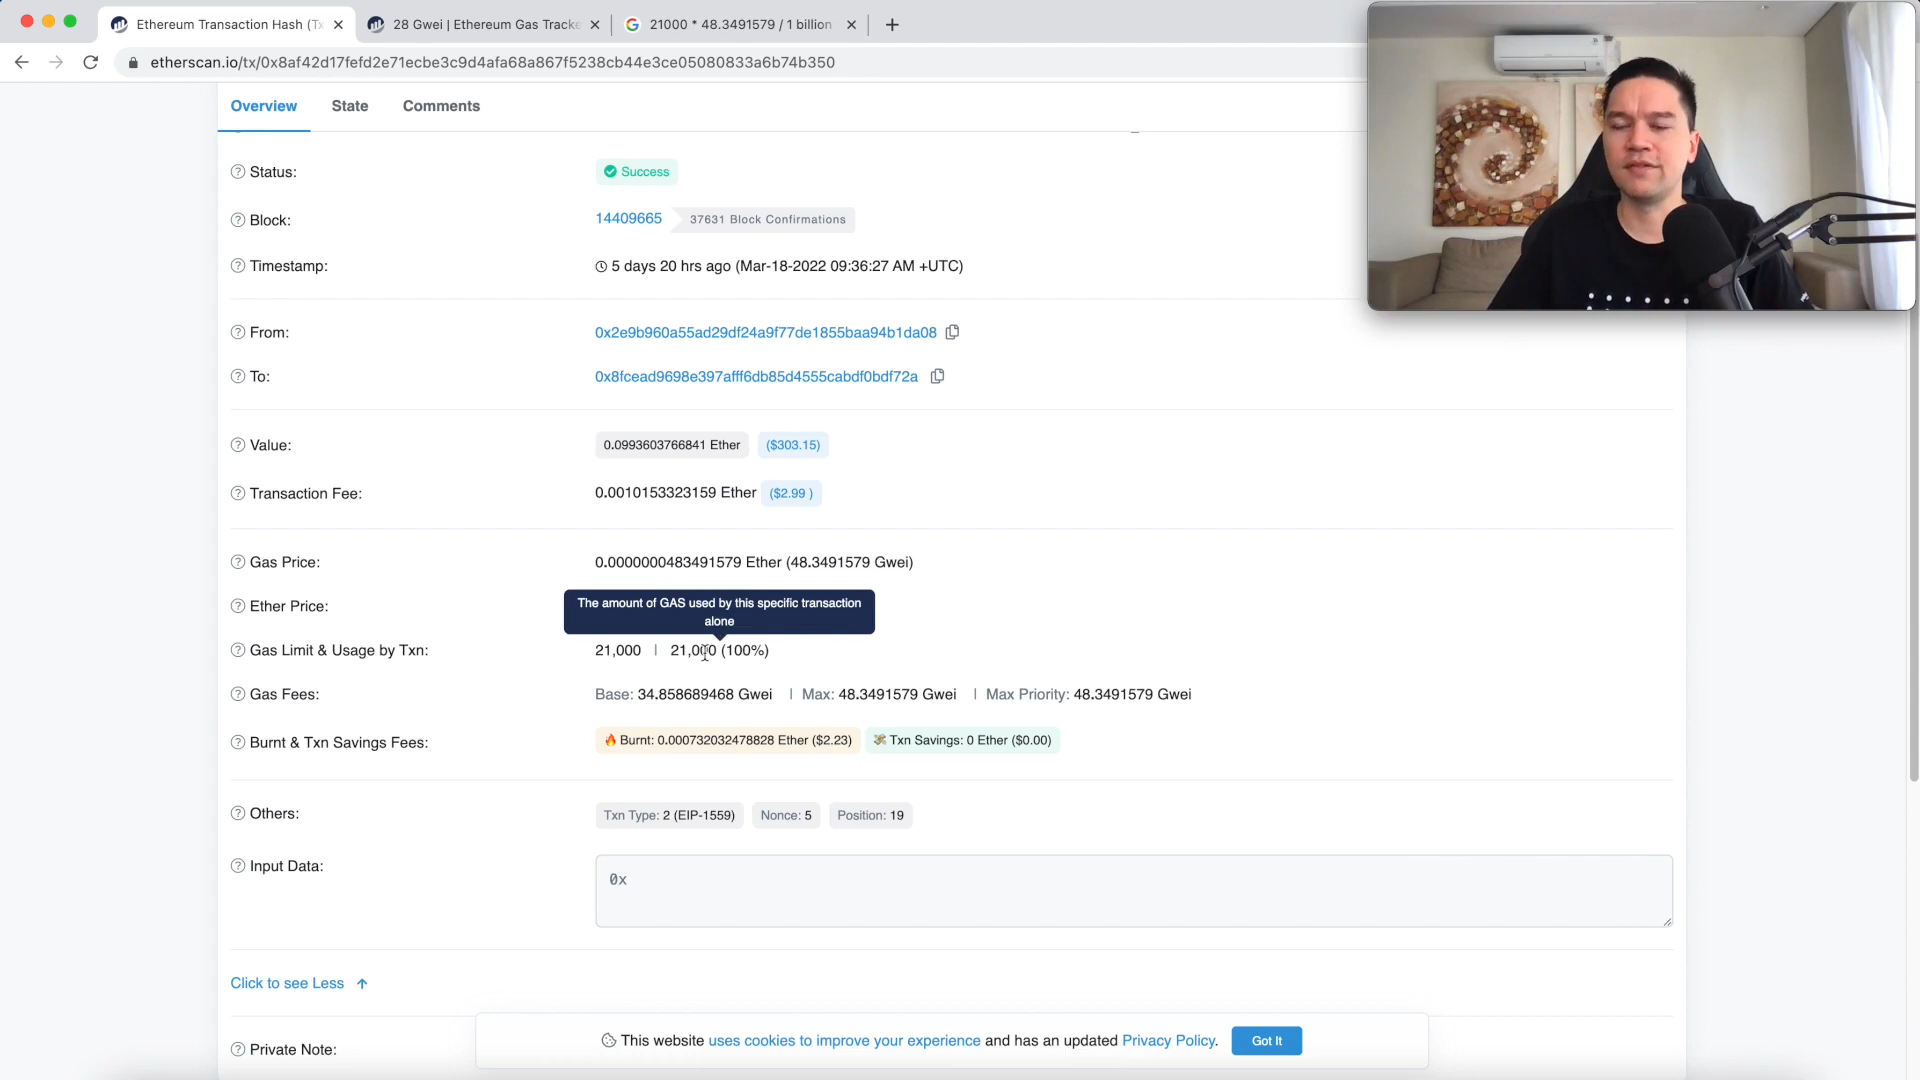 Ethereum Transaction Hash (Tx
28 Gwei | Ethereum Gas Tracke
21000 * 48.3491579 / 1 billion
etherscan.io/tx/0x8af42d17fefd2e71ecbe3c9d4afa68a867f5238cb44e3ce05080833a6b74b350
Overview State Comments
Status: Success
Block: 14409665 37631 Block Confirmations
Timestamp: 5 days 20 hrs ago (Mar-18-2022 09:36:27 AM +UTC)
From: 0x2e9b960a55ad29df24a9f77de1855baa94b1da08
To: 0x8fcead9698e397afff6db85d4555cabdf0bdf72a
Value: 0.0993603766841 Ether ($303.15)
Transaction Fee: 0.0010153323159 Ether ($2.99 )
Gas Price: 0.0000000483491579 Ether (48.3491579 Gwei)
Ether Price:
The amount of GAS used by this specific transaction
alone
Gas Limit & Usage by Txn: 21,000 | 21,000 (100%)
Gas Fees: Base: 34.858689468 Gwei | Max: 48.3491579 Gwei | Max Priority: 48.3491579 Gwei
Burnt & Txn Savings Fees: 🔥 Burnt: 0.000732032478828 Ether ($2.23) 💸 Txn Savings: 0 Ether ($0.00)
Others: Txn Type: 2 (EIP-1559) Nonce: 5 Position: 19
Input Data: 0x
Click to see Less
This website uses cookies to improve your experience and has an updated Privacy Policy. Got It
Private Note: